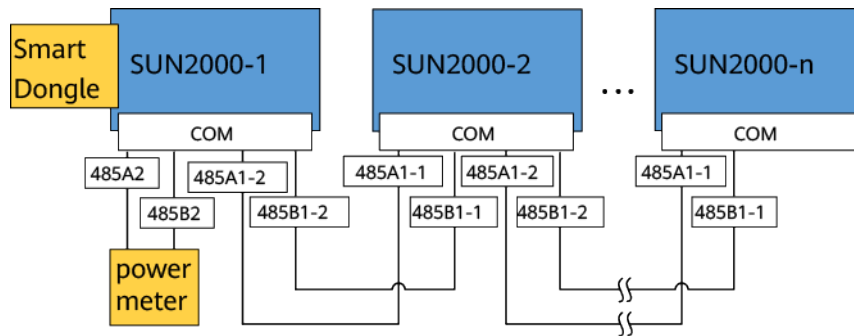 Smart
Dongle
SUN2000-1
SUN2000-2
...
SUN2000-n
COM
COM
COM
485A2
485A1-2
485A1-1
485A1-2
485A1-1
485B2
485B1-2
485B1-1
485B1-2
485B1-1
power
meter